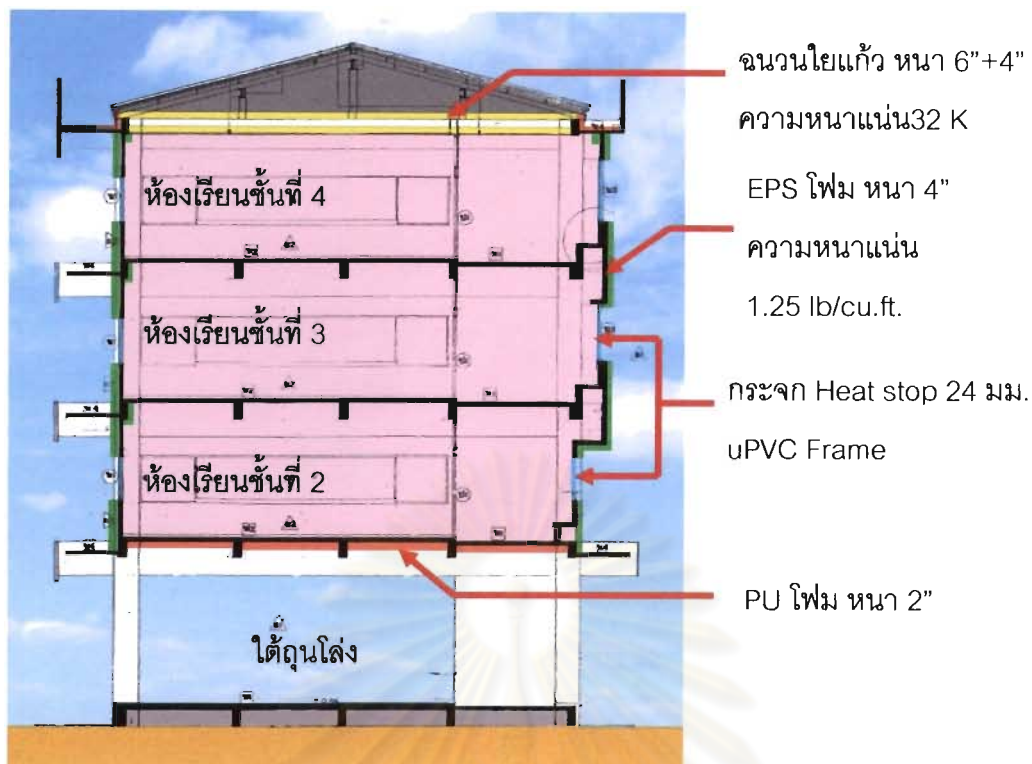 ฉนวนใยแก้ว หนา 6"+4"
ความหนาแน่น32 K
ห้องเรียนชั้นที่ 4
EPS โฟม หนา 4"
ความหนาแน่น
1.25 lb/cu.ft.
ห้องเรียนชั้นที่ 3
กระจก Heat stop 24 มม.
uPVC Frame
ห้องเรียนชั้นที่ 2
PU โฟม หนา 2"
ใต้ถุนโล่ง